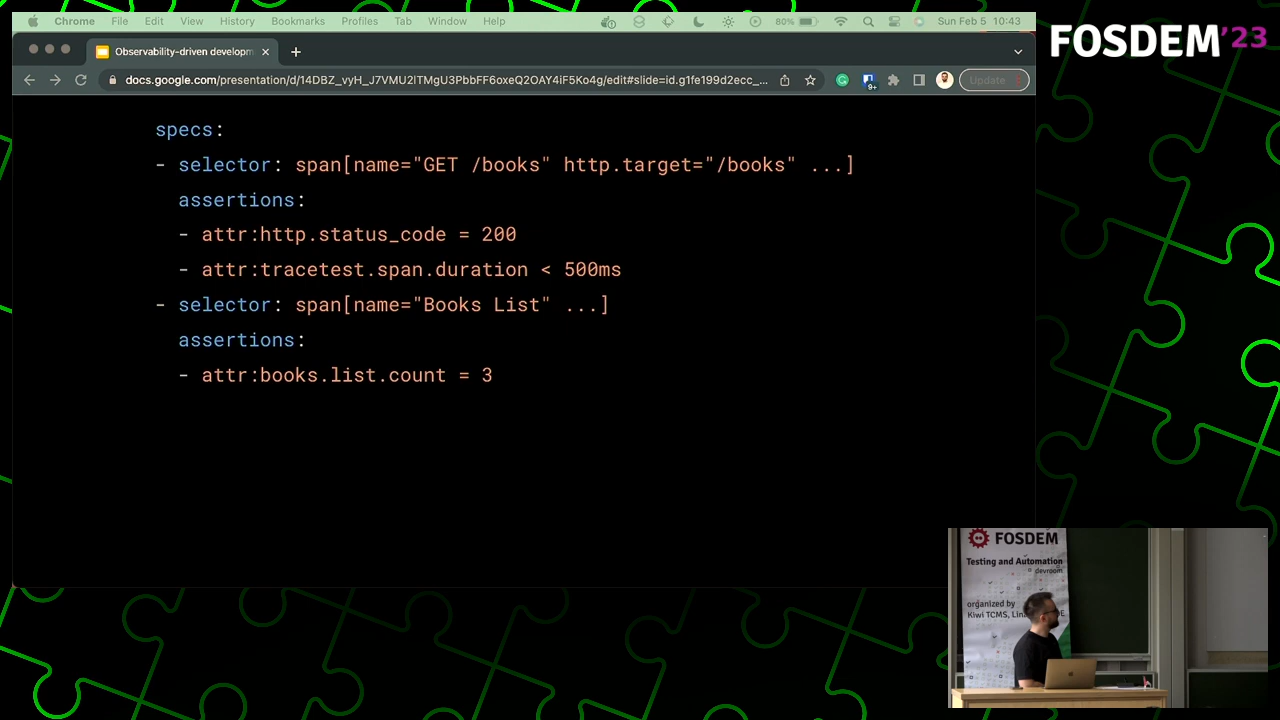 Chrome File Edit View History Bookmarks Profiles Tab Window Help 80% Sun Feb 5 10:43
FOSDEM'23
Observability-driven developm
docs.google.com/presentation/d/14DBZ_vyH_J7VMU2lTMgU3PbbFF6oxeQ2OAY4iF5Ko4g/edit#slide=id.g1fe199d2ecc_...
9+
Update
specs:
- selector: span[name="GET /books" http.target="/books" ...]
assertions:
- attr:http.status_code = 200
- attr:tracetest.span.duration < 500ms
- selector: span[name="Books List" ...]
assertions:
- attr:books.list.count = 3
FOSDEM
Testing and Automation
devroom
organized by
Kiwi TCMS,